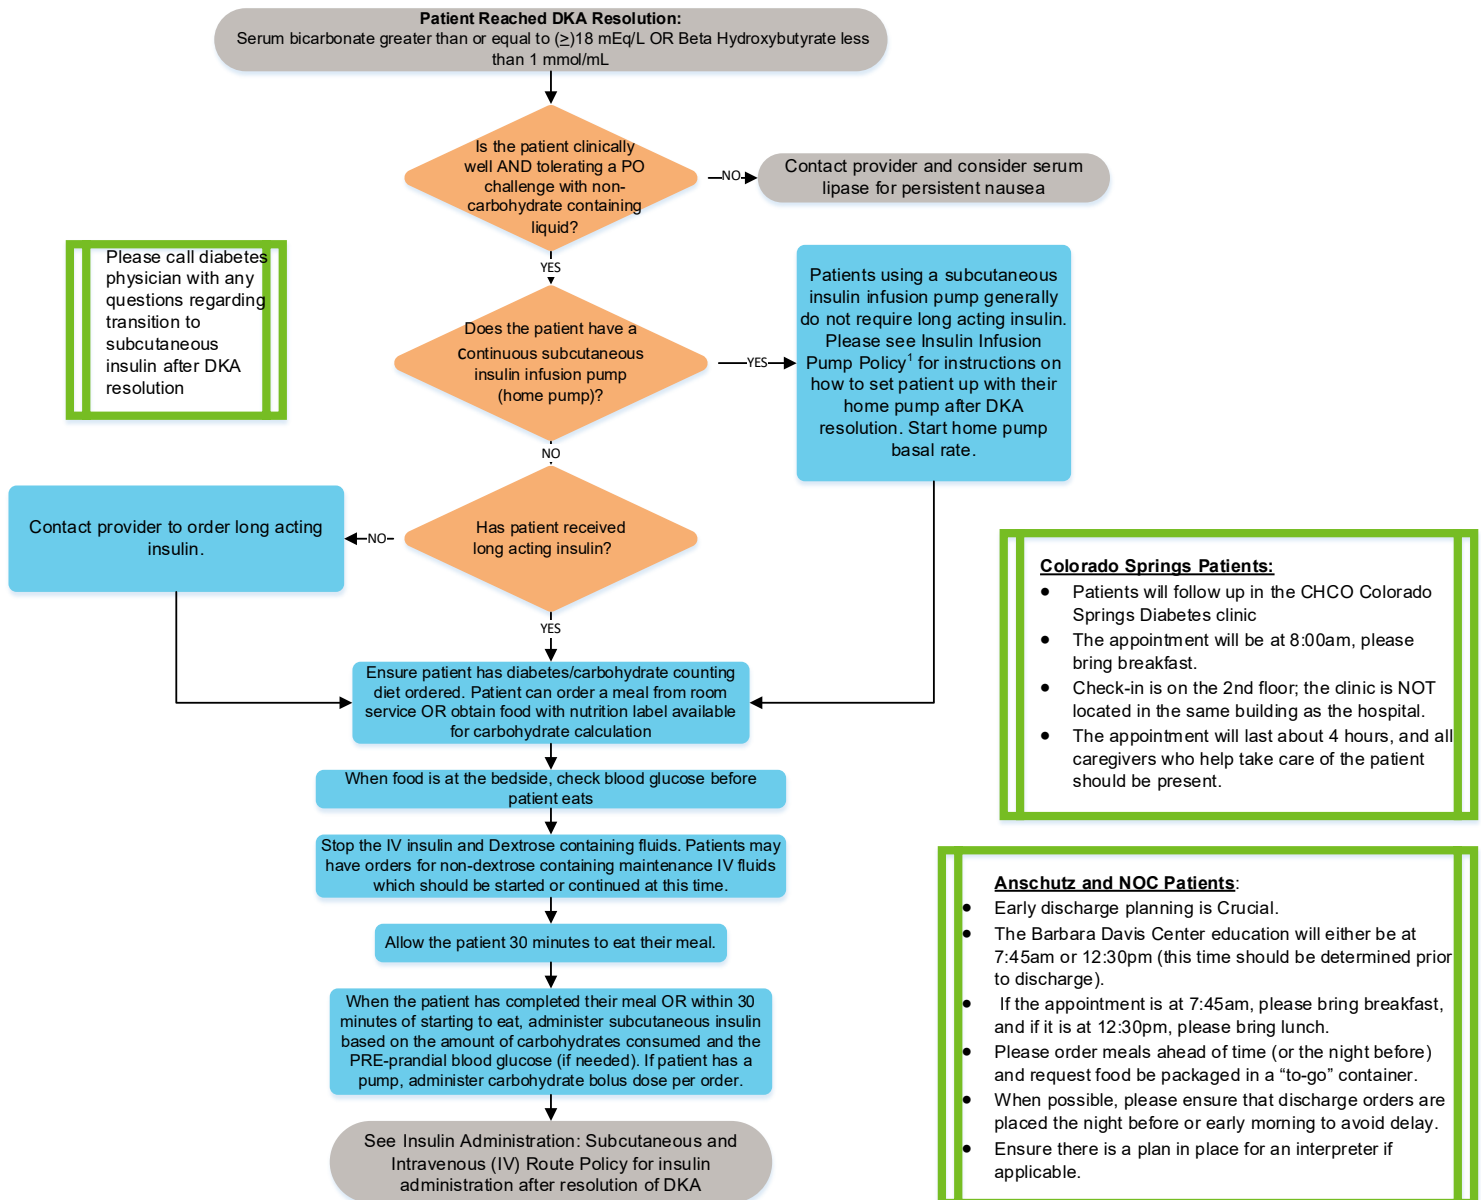 Patient Reached DKA Resolution:
Serum bicarbonate greater than or equal to (≥)18 mEq/L OR Beta Hydroxybutyrate less
than 1 mmol/mL
Is the patient clinically
well AND tolerating a PO
challenge with non-
carbohydrate containing
liquid?
NO
Contact provider and consider serum
lipase for persistent nausea
YES
Please call diabetes
physician with any
questions regarding
transition to
subcutaneous
insulin after DKA
resolution
Does the patient have a
continuous subcutaneous
insulin infusion pump
(home pump)?
YES
Patients using a subcutaneous
insulin infusion pump generally
do not require long acting insulin.
Please see Insulin Infusion
Pump Policy¹ for instructions on
how to set patient up with their
home pump after DKA
resolution. Start home pump
basal rate.
NO
Has patient received
long acting insulin?
NO
Contact provider to order long acting
insulin.
YES
Ensure patient has diabetes/carbohydrate counting
diet ordered. Patient can order a meal from room
service OR obtain food with nutrition label available
for carbohydrate calculation
When food is at the bedside, check blood glucose before
patient eats
Stop the IV insulin and Dextrose containing fluids. Patients may
have orders for non-dextrose containing maintenance IV fluids
which should be started or continued at this time.
Allow the patient 30 minutes to eat their meal.
When the patient has completed their meal OR within 30
minutes of starting to eat, administer subcutaneous insulin
based on the amount of carbohydrates consumed and the
PRE-prandial blood glucose (if needed). If patient has a
pump, administer carbohydrate bolus dose per order.
See Insulin Administration: Subcutaneous and
Intravenous (IV) Route Policy for insulin
administration after resolution of DKA
Colorado Springs Patients:
● Patients will follow up in the CHCO Colorado
Springs Diabetes clinic
● The appointment will be at 8:00am, please
bring breakfast.
● Check-in is on the 2nd floor; the clinic is NOT
located in the same building as the hospital.
● The appointment will last about 4 hours, and all
caregivers who help take care of the patient
should be present.
Anschutz and NOC Patients:
● Early discharge planning is Crucial.
● The Barbara Davis Center education will either be at
7:45am or 12:30pm (this time should be determined prior
to discharge).
● If the appointment is at 7:45am, please bring breakfast,
and if it is at 12:30pm, please bring lunch.
● Please order meals ahead of time (or the night before)
and request food be packaged in a “to-go” container.
● When possible, please ensure that discharge orders are
placed the night before or early morning to avoid delay.
● Ensure there is a plan in place for an interpreter if
applicable.